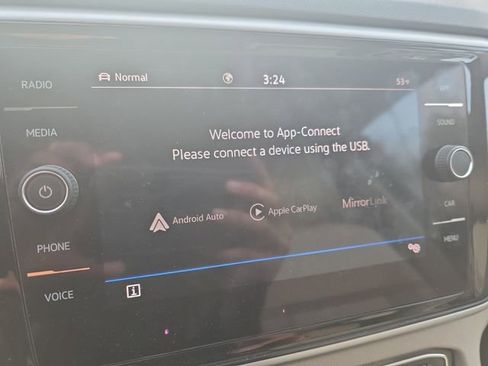 RADIO
MEDIA
PHONE
VOICE
Normal
3:24
53°F
Welcome to App-Connect
Please connect a device using the USB.
Android Auto
Apple CarPlay
MirrorLink
i
SOUND
CAR
MENU